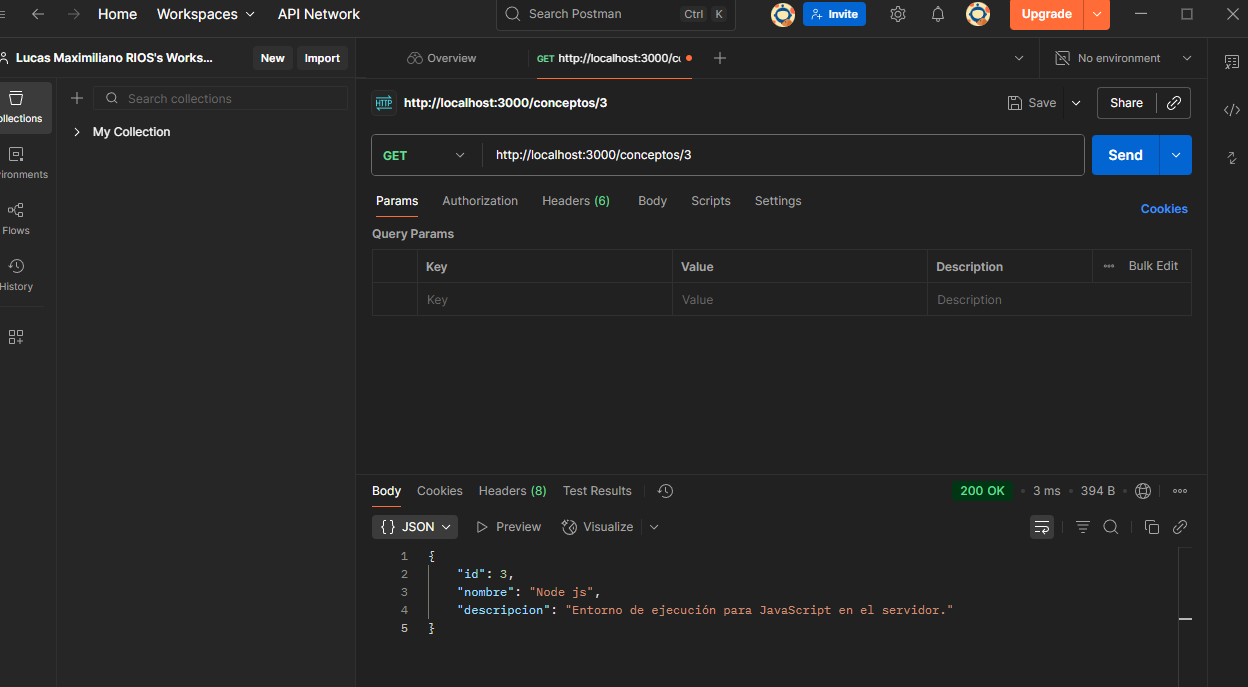 Home Workspaces API Network Search Postman Ctrl K Invite Upgrade
Lucas Maximiliano RIOS's Works... New Import
Overview GET http://localhost:3000/cc No environment
ollections
Search collections
My Collection
HTTP http://localhost:3000/conceptos/3 Save Share
GET http://localhost:3000/conceptos/3 Send
ironments
Flows
History
Params Authorization Headers (6) Body Scripts Settings Cookies
Query Params
Key Value Description Bulk Edit
Key Value Description
Body Cookies Headers (8) Test Results 200 OK 3 ms 394 B
{} JSON Preview Visualize
1 {
2 "id": 3,
3 "nombre": "Node js",
4 "descripcion": "Entorno de ejecución para JavaScript en el servidor."
5 }